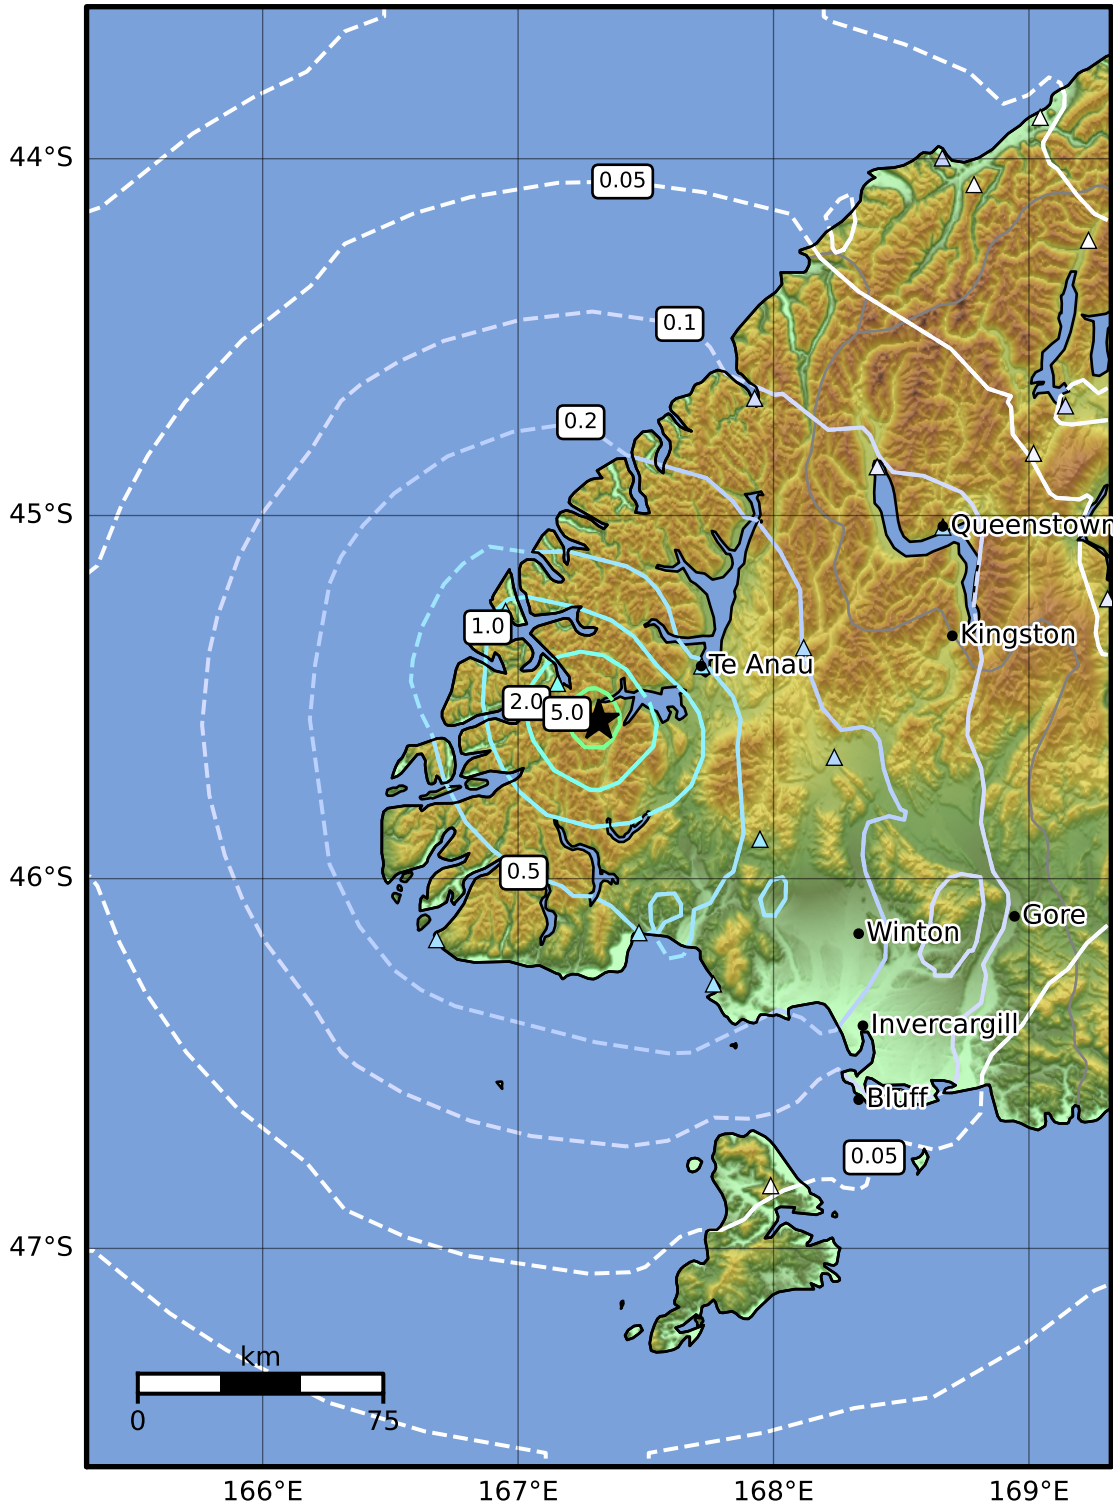 44°S
0.05
0.1
0.2
45°S
Queenstown
1.0
Kingston
Te Anau
2.0
5.0
0.5
46°S
Gore
Winton
Invercargill
Bluff
0.05
47°S
km
0 75
166°E 167°E 168°E 169°E